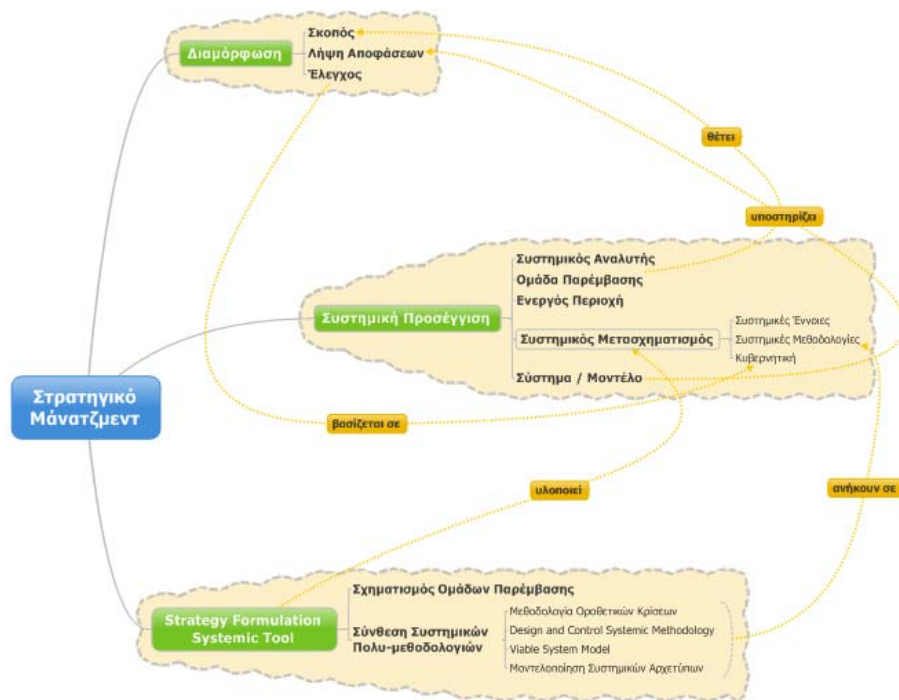 Διαμόρφωση
Σκοπός
Λήψη Αποφάσεων
Έλεγχος
θέτει
υποστηρίζει
Συστημική Προσέγγιση
Συστημικός Αναλυτής
Ομάδα Παρέμβασης
Ενεργός Περιοχή
Συστημικός Μετασχηματισμός
Συστημικές Έννοιες
Συστημικές Μεθοδολογίες
Κυβερνητική
Σύστημα / Μοντέλο
Στρατηγικό
Μάνατζμεντ
βασίζεται σε
υλοποιεί
ανήκουν σε
Strategy Formulation
Systemic Tool
Σχηματισμός Ομάδων Παρέμβασης
Σύνθεση Συστημικών
Πολυ-μεθοδολογιών
Μεθοδολογία Οροθετικών Κρίσεων
Design and Control Systemic Methodology
Viable System Model
Μοντελοποίηση Συστημικών Αρχετύπων